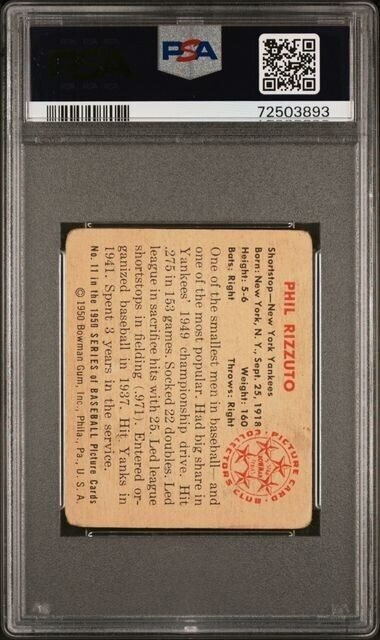 PSA
72503893
PHIL RIZZUTO
Shortstop—New York Yankees
Born: New York, N. Y., Sept. 25, 1918
Height: 5-6 Weight: 160
Bats: Right Throws: Right
One of the smallest men in baseball—and
one of the most popular. Had big share in
Yankees' 1949 championship drive. Hit
.275 in 153 games. Socked 22 doubles. Led
league in sacrifice hits with 25. Led league
shortstops in fielding (.971). Entered or-
ganized baseball in 1937. Hit Yanks in
1941. Spent 3 years in the service.
No. 11 in the 1950 SERIES of BASEBALL Picture Cards
© 1950 Bowman Gum, Inc., Phila., Pa., U. S. A.
PICTURE CARD
COLLECTORS CLUB
BOWMAN